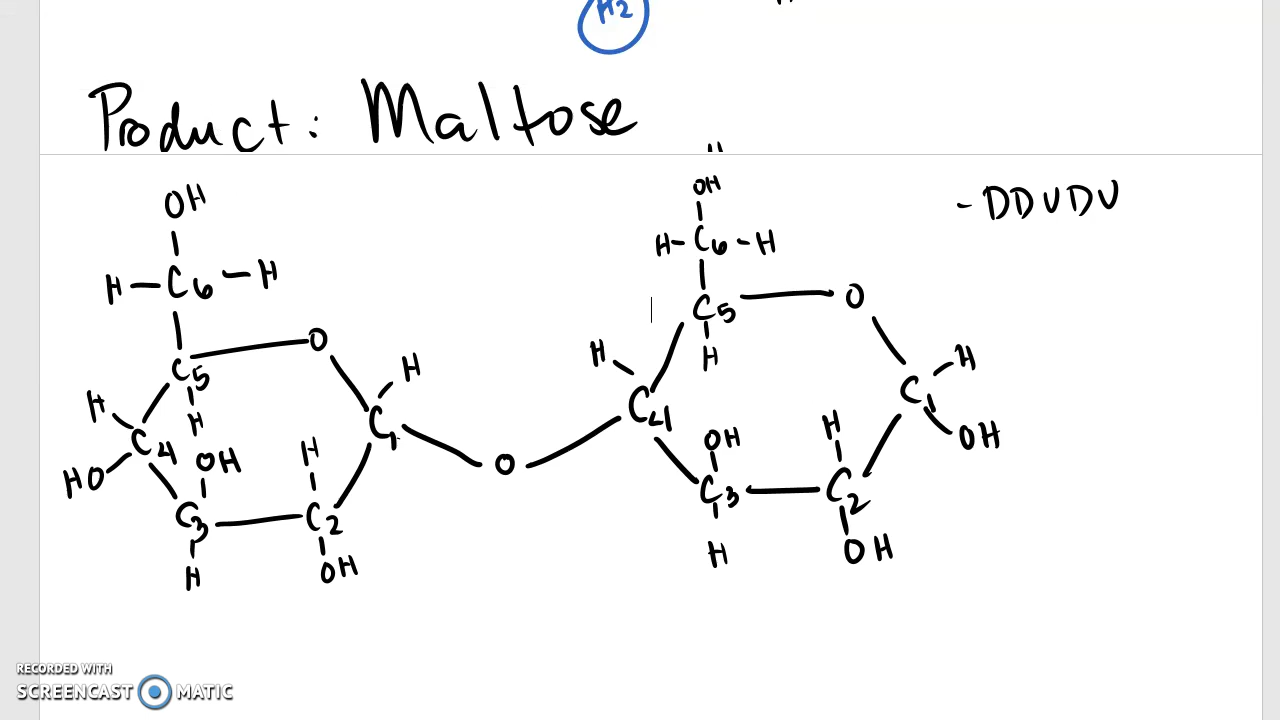 H2
Product: Maltose
OH
OH
- DDUDU
H-C6-H
H-C6-H
C5
O
C5
O
H
H
H
H
H
H
C4
C1
C4
C1
HO
OH
H
O
OH
H
OH
C3
C2
C3
C2
H
OH
H
OH
RECORDED WITH
SCREENCAST MATIC